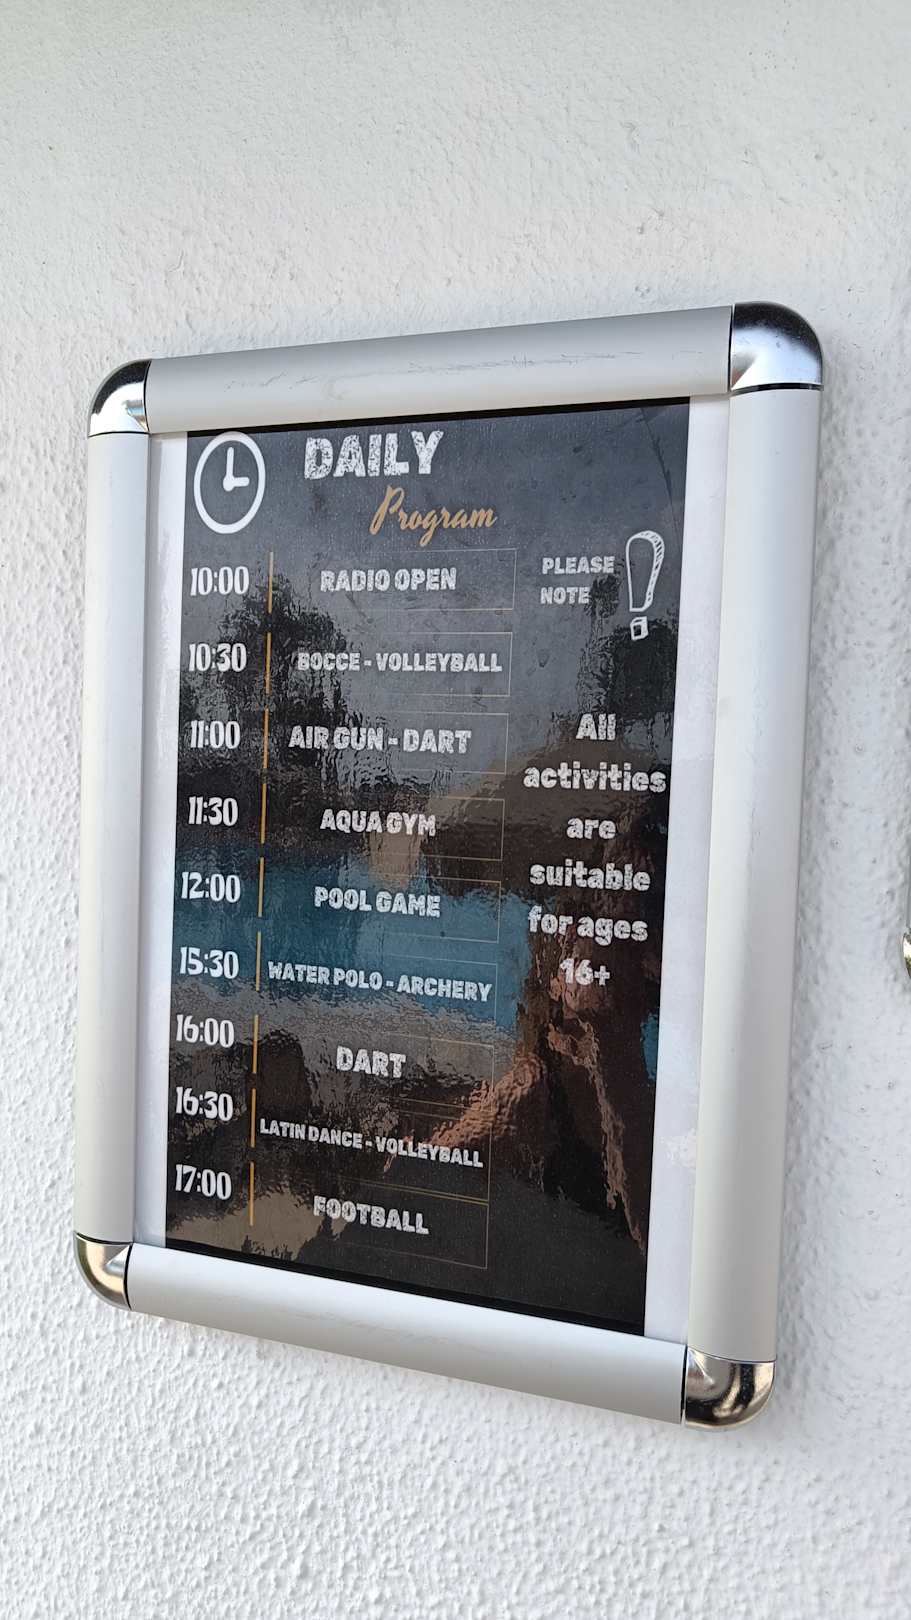 DAILY
Program
10:00 RADIO OPEN
10:30 BOCCE - VOLLEYBALL
11:00 AIR GUN - DART
11:30 AQUA GYM
12:00 POOL GAME
15:30 WATER POLO - ARCHERY
16:00 DART
16:30 LATIN DANCE - VOLLEYBALL
17:00 FOOTBALL
PLEASE
NOTE !
All
activities
are
suitable
for ages
16+